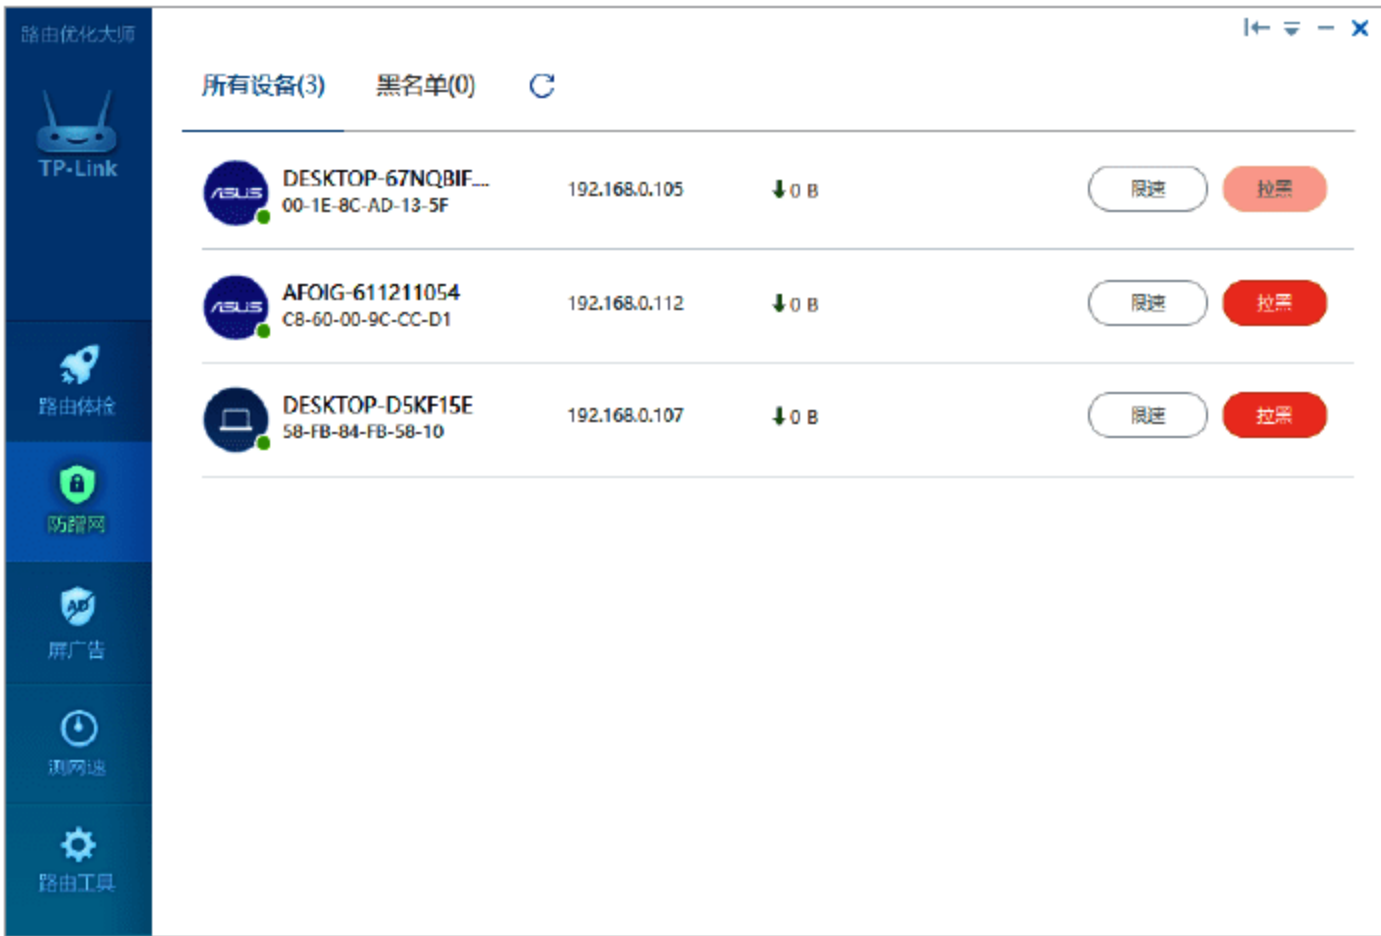 路由优化大师
TP-Link
所有设备(3) 黑名单(0)
ASUS DESKTOP-67NQBIF... 192.168.0.105 0 B 限速 拉黑
00-1E-8C-AD-13-5F
ASUS AFOIG-611211054 192.168.0.112 0 B 限速 拉黑
C8-60-00-9C-CC-D1
DESKTOP-D5KF15E 192.168.0.107 0 B 限速 拉黑
58-FB-84-FB-58-10
路由体检
防蹭网
AD
屏广告
测网速
路由工具